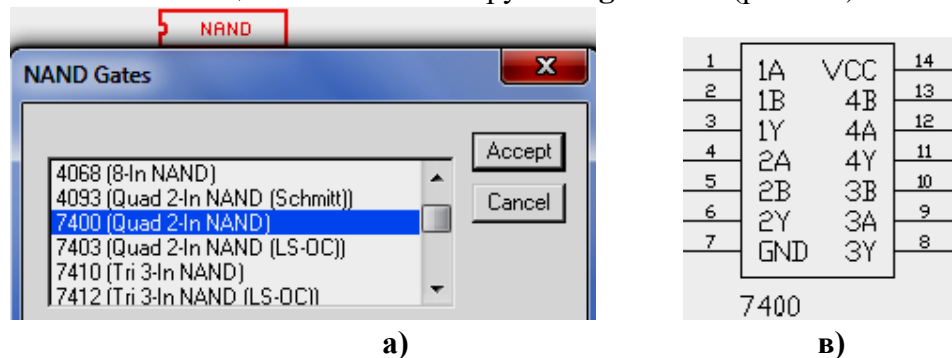 NAND
NAND Gates
4068 (8-In NAND)
4093 (Quad 2-In NAND (Schmitt))
7400 (Quad 2-In NAND)
7403 (Quad 2-In NAND (LS-OC))
7410 (Tri 3-In NAND)
7412 (Tri 3-In NAND (LS-OC))
Accept
Cancel
а)
1 1A VCC 14
2 1B 4B 13
3 1Y 4A 12
4 2A 4Y 11
5 2B 3B 10
6 2Y 3A 9
7 GND 3Y 8
7400
в)